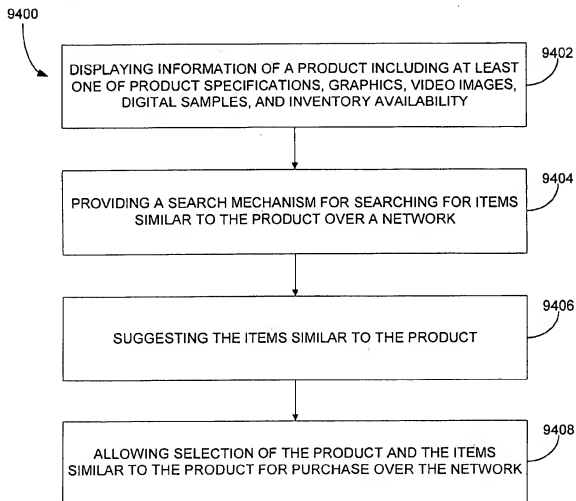 9400
9402
DISPLAYING INFORMATION OF A PRODUCT INCLUDING AT LEAST
ONE OF PRODUCT SPECIFICATIONS, GRAPHICS, VIDEO IMAGES,
DIGITAL SAMPLES, AND INVENTORY AVAILABILITY
9404
PROVIDING A SEARCH MECHANISM FOR SEARCHING FOR ITEMS
SIMILAR TO THE PRODUCT OVER A NETWORK
9406
SUGGESTING THE ITEMS SIMILAR TO THE PRODUCT
9408
ALLOWING SELECTION OF THE PRODUCT AND THE ITEMS
SIMILAR TO THE PRODUCT FOR PURCHASE OVER THE NETWORK